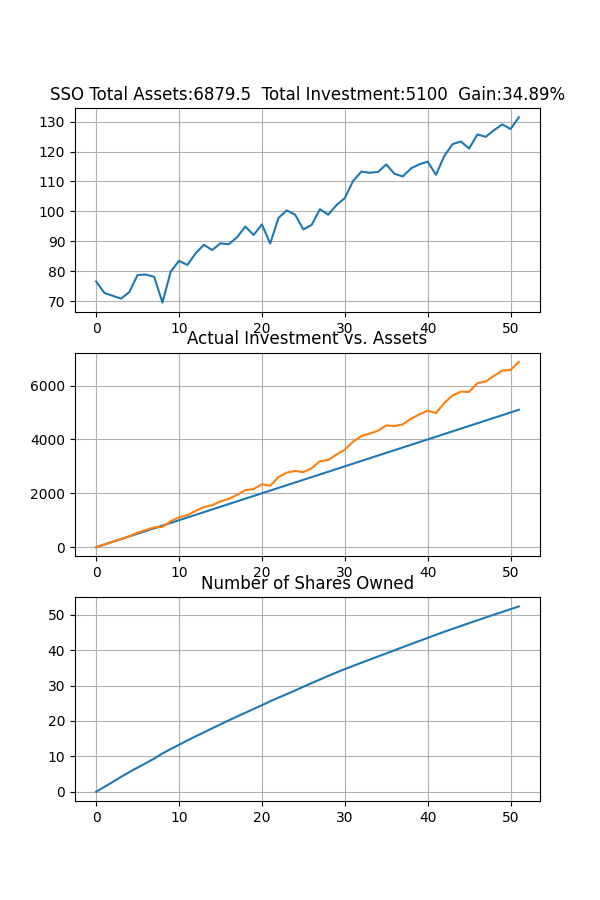 SSO Total Assets:6879.5  Total Investment:5100  Gain:34.89%
130
120
110
100
90
80
70
0 10 20 30 40 50
Actual Investment vs. Assets
6000
4000
2000
0
0 10 20 30 40 50
Number of Shares Owned
50
40
30
20
10
0
0 10 20 30 40 50